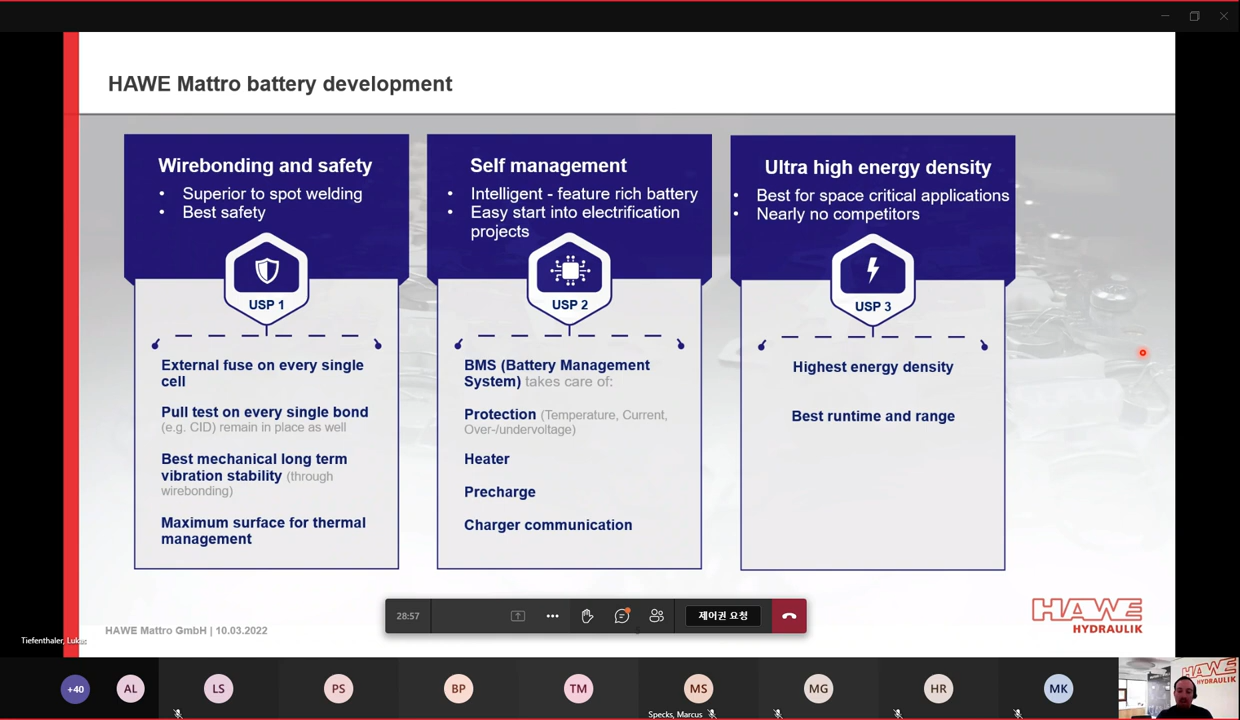 HAWE Mattro battery development
Wirebonding and safety
• Superior to spot welding
• Best safety
USP 1
External fuse on every single
cell
Pull test on every single bond
(e.g. CID) remain in place as well
Best mechanical long term
vibration stability (through
wirebonding)
Maximum surface for thermal
management
Self management
• Intelligent - feature rich battery
• Easy start into electrification
projects
USP 2
BMS (Battery Management
System) takes care of:
Protection (Temperature, Current,
Over-/undervoltage)
Heater
Precharge
Charger communication
Ultra high energy density
• Best for space critical applications
• Nearly no competitors
USP 3
Highest energy density
Best runtime and range
28:57
제어권 요청
HAWE
HYDRAULIK
Tiefenthaler, Lukas
HAWE Mattro GmbH | 10.03.2022
+40
AL
LS
PS
BP
TM
MS
Specks, Marcus
MG
HR
MK
HAWE
HYDRAULIK